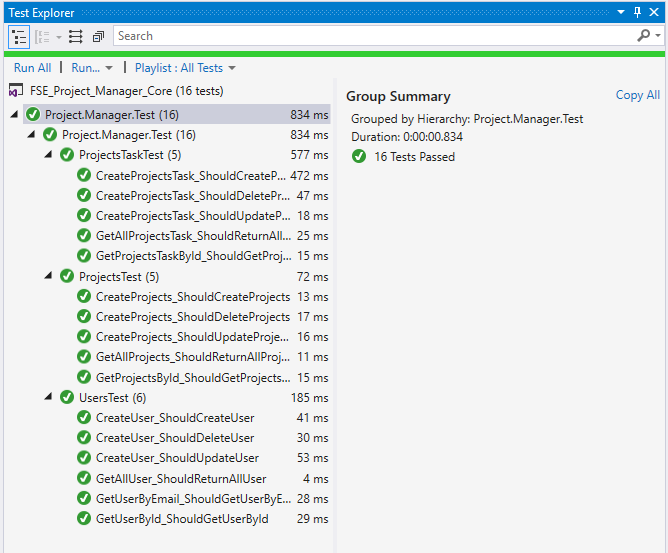 Test Explorer
Search
Run All | Run... | Playlist : All Tests
FSE_Project_Manager_Core (16 tests)
Project.Manager.Test (16) 834 ms
Project.Manager.Test (16) 834 ms
ProjectsTaskTest (5) 577 ms
CreateProjectsTask_ShouldCreateP... 472 ms
CreateProjectsTask_ShouldDeletePr... 47 ms
CreateProjectsTask_ShouldUpdateP... 18 ms
GetAllProjectsTask_ShouldReturnAll... 25 ms
GetProjectsTaskById_ShouldGetProj... 15 ms
ProjectsTest (5) 72 ms
CreateProjects_ShouldCreateProjects 13 ms
CreateProjects_ShouldDeleteProjects 17 ms
CreateProjects_ShouldUpdateProje... 16 ms
GetAllProjects_ShouldReturnAllProj... 11 ms
GetProjectsById_ShouldGetProjects... 15 ms
UsersTest (6) 185 ms
CreateUser_ShouldCreateUser 41 ms
CreateUser_ShouldDeleteUser 30 ms
CreateUser_ShouldUpdateUser 53 ms
GetAllUser_ShouldReturnAllUser 4 ms
GetUserByEmail_ShouldGetUserByE... 28 ms
GetUserById_ShouldGetUserById 29 ms
Group Summary
Copy All
Grouped by Hierarchy: Project.Manager.Test
Duration: 0:00:00.834
16 Tests Passed